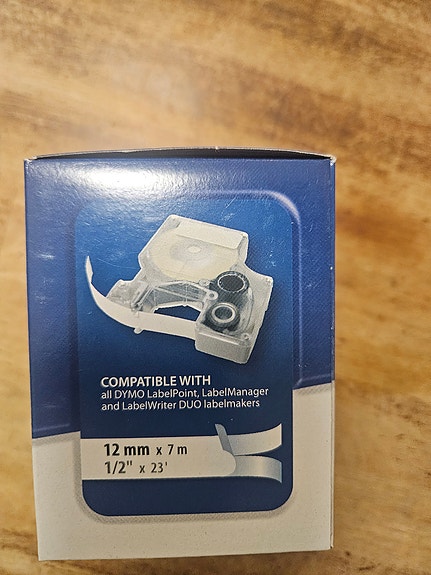 COMPATIBLE WITH
all DYMO LabelPoint, LabelManager
and LabelWriter DUO labelmakers
12 mm x 7 m
1/2" x 23'